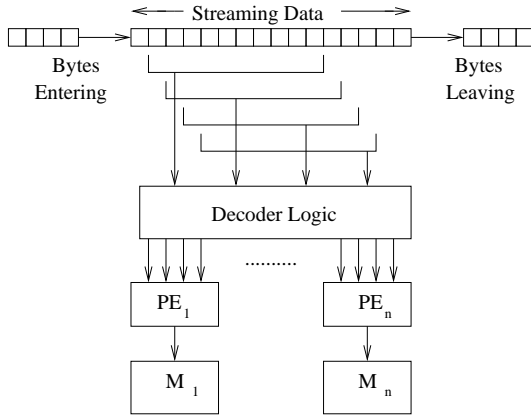 Streaming Data
Bytes
Entering
Bytes
Leaving
Decoder Logic
..........
PE1
PEn
M 1
M n